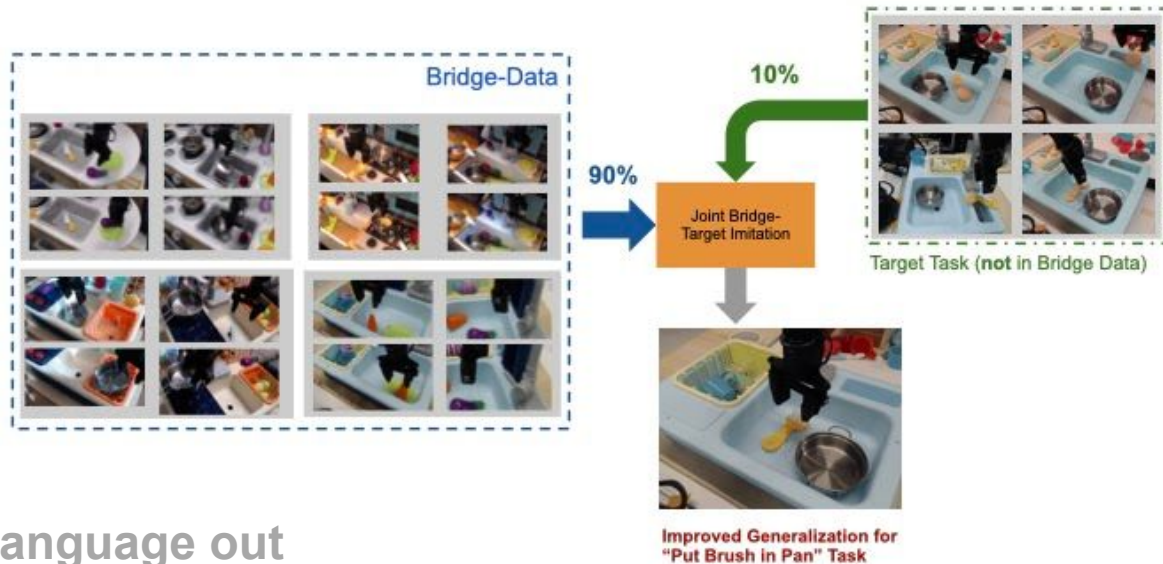 Bridge-Data
10%
90%
Joint Bridge-
Target Imitation
Target Task (not in Bridge Data)
Improved Generalization for
"Put Brush in Pan" Task
anguage out